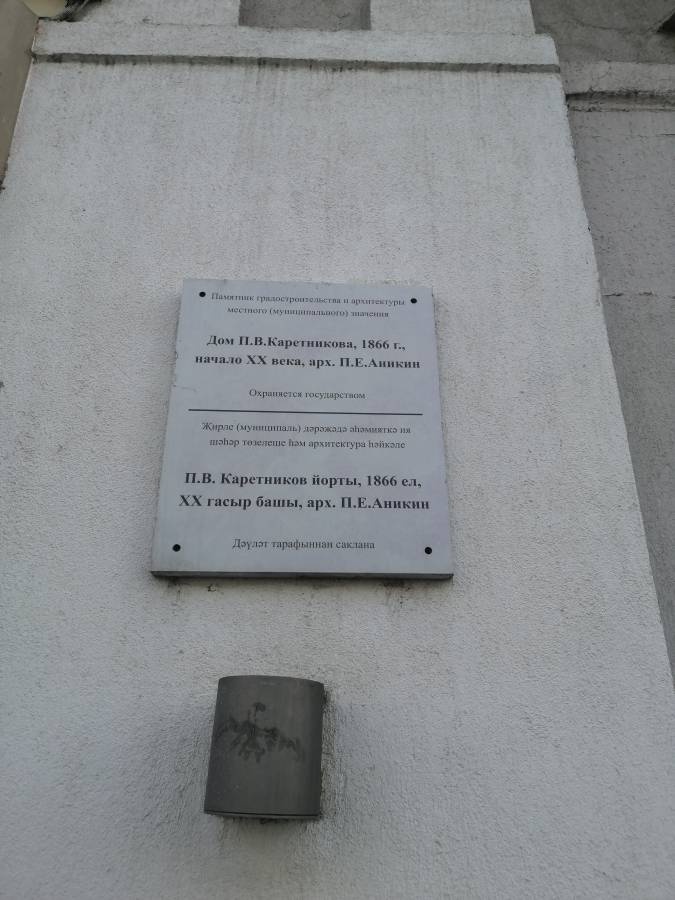 Памятник градостроительства и архитектуры
местного (муниципального) значения
Дом П.В.Каретникова, 1866 г.,
начало XX века, арх. П.Е.Аникин
Охраняется государством
Җирле (муниципаль) дәрәҗәдә әһәмияткә ия
шәһәр төзелеше һәм архитектура һәйкәле
П.В. Каретников йорты, 1866 ел,
XX гасыр башы, арх. П.Е.Аникин
Дәүләт тарафыннан саклана